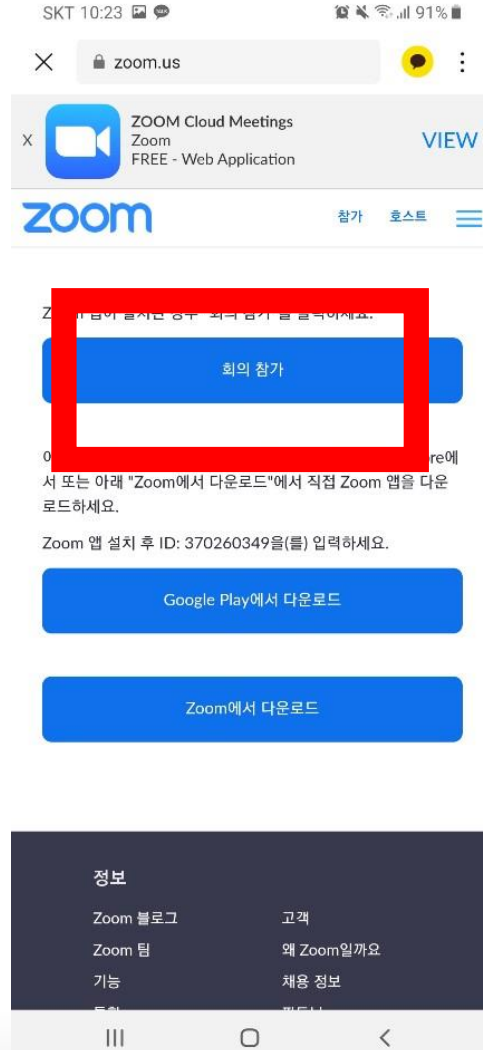 SKT 10:23
91%
zoom.us
X
ZOOM Cloud Meetings
Zoom
FREE - Web Application
VIEW
zoom
참가
호스트
회의 참가
서 또는 아래 "Zoom에서 다운로드"에서 직접 Zoom 앱을 다운
로드하세요.
Zoom 앱 설치 후 ID: 370260349을(를) 입력하세요.
Google Play에서 다운로드
Zoom에서 다운로드
정보
Zoom 블로그
고객
Zoom 팀
왜 Zoom일까요
기능
채용 정보